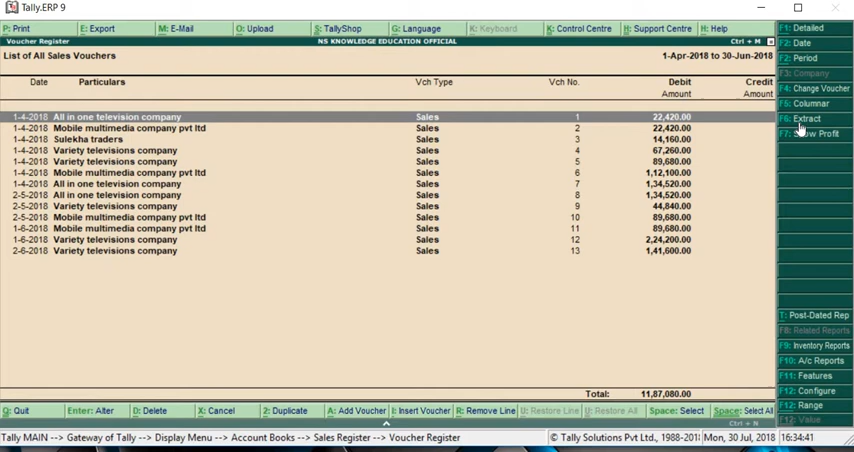 Tally.ERP 9
P: Print E: Export M: E-Mail O: Upload S: TallyShop G: Language K: Keyboard K: Control Centre H: Support Centre H: Help
Voucher Register NS KNOWLEDGE EDUCATION OFFICIAL Ctrl + M
List of All Sales Vouchers 1-Apr-2018 to 30-Jun-2018
Date Particulars Vch Type Vch No. Debit Credit
Amount Amount
1-4-2018 All in one television company Sales 1 22,420.00
1-4-2018 Mobile multimedia company pvt ltd Sales 2 22,420.00
1-4-2018 Sulekha traders Sales 3 14,160.00
1-4-2018 Variety televisions company Sales 4 67,260.00
1-4-2018 Variety televisions company Sales 5 89,680.00
1-4-2018 Mobile multimedia company pvt ltd Sales 6 1,12,100.00
1-4-2018 All in one television company Sales 7 1,34,520.00
2-5-2018 All in one television company Sales 8 1,34,520.00
2-5-2018 Variety televisions company Sales 9 44,840.00
2-5-2018 Mobile multimedia company pvt ltd Sales 10 89,680.00
1-6-2018 Mobile multimedia company pvt ltd Sales 11 89,680.00
1-6-2018 Variety televisions company Sales 12 2,24,200.00
2-6-2018 Variety televisions company Sales 13 1,41,600.00
Total: 11,87,080.00
F1: Detailed
F2: Date
F2: Period
F3: Company
F4: Change Voucher
F5: Columnar
F6: Extract
F7: Show Profit
T: Post-Dated Rep
F8: Related Reports
F9: Inventory Reports
F10: A/c Reports
F11: Features
F12: Configure
F12: Range
F12: Value
Q: Quit Enter: Alter D: Delete X: Cancel 2: Duplicate A: Add Voucher I: Insert Voucher R: Remove Line U: Restore Line U: Restore All Space: Select Space: Select All
Ctrl + N
Tally MAIN --> Gateway of Tally --> Display Menu --> Account Books --> Sales Register --> Voucher Register © Tally Solutions Pvt Ltd., 1988-201 Mon, 30 Jul, 2018 16:34:41